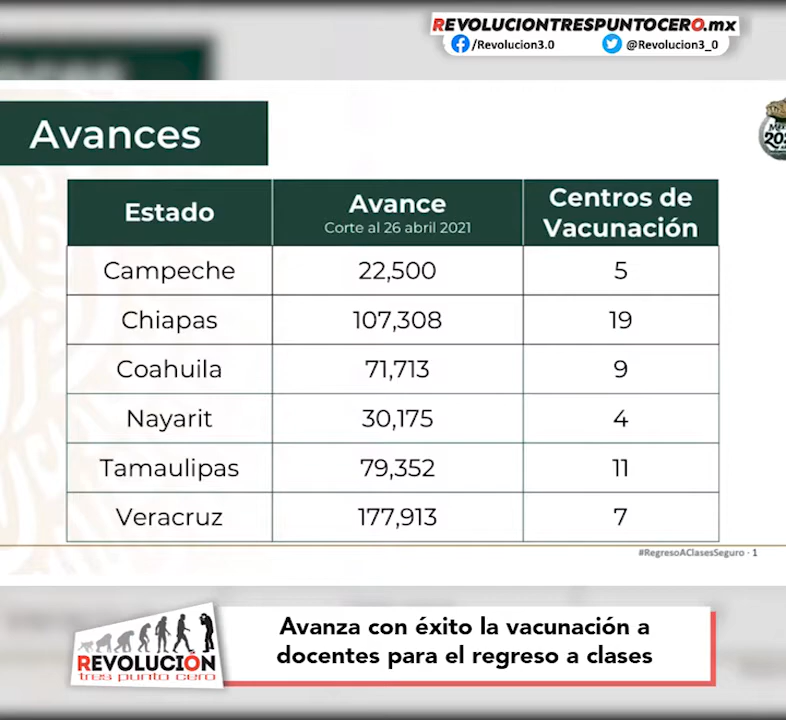 REVOLUCIONTRESPUNTOCERO.mx
/Revolucion3.0 @Revolucion3_0
Avances
Estado Avance Centros de Vacunación
Corte al 26 abril 2021
Campeche 22,500 5
Chiapas 107,308 19
Coahuila 71,713 9
Nayarit 30,175 4
Tamaulipas 79,352 11
Veracruz 177,913 7
#RegresoAClasesSeguro - 1
REVOLUCIÓN
tres punto cero
Avanza con éxito la vacunación a
docentes para el regreso a clases